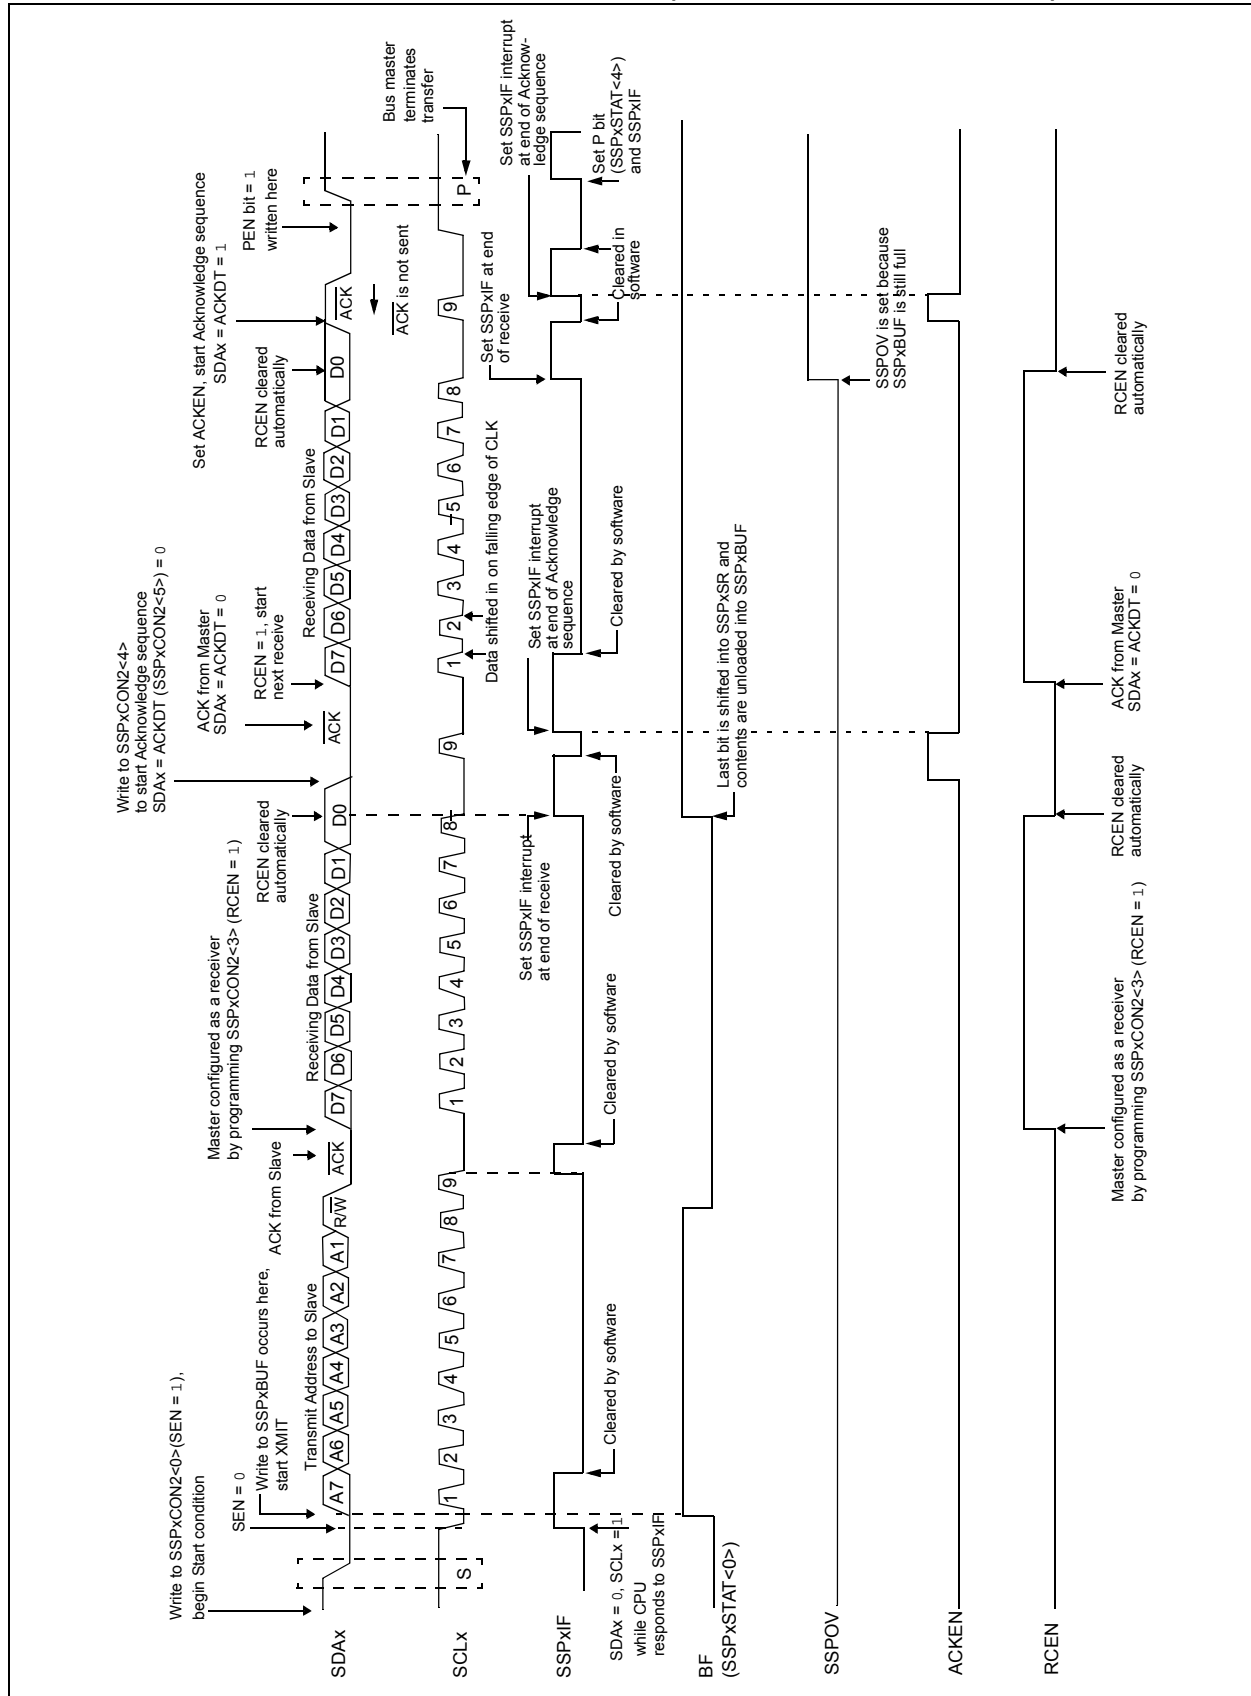 Write to SSPxCON2<0>(SEN = 1),
begin Start condition
SEN = 0
Write to SSPxBUF occurs here,
start XMIT
ACK from Slave
Master configured as a receiver
by programming SSPxCON2<3> (RCEN = 1)
RCEN cleared
automatically
Write to SSPxCON2<4>
to start Acknowledge sequence
SDAx = ACKDT (SSPxCON2<5>) = 0
ACK from Master
SDAx = ACKDT = 0
RCEN = 1, start
next receive
RCEN cleared
automatically
Set ACKEN, start Acknowledge sequence
SDAx = ACKDT = 1
PEN bit = 1
written here
Transmit Address to Slave
Receiving Data from Slave
Receiving Data from Slave
SDAx
A7 A6 A5 A4 A3 A2 A1 R/W ACK D7 D6 D5 D4 D3 D2 D1 D0 ACK D7 D6 D5 D4 D3 D2 D1 D0 ACK
ACK is not sent
Bus master
terminates
transfer
SCLx
S 1 2 3 4 5 6 7 8 9 1 2 3 4 5 6 7 8 9 1 2 3 4 5 6 7 8 9 P
Data shifted in on falling edge of CLK
Set SSPxIF interrupt
at end of receive
Set SSPxIF interrupt
at end of Acknowledge
sequence
Set SSPxIF at end
of receive
Set SSPxIF interrupt
at end of Acknow-
ledge sequence
SSPxIF
SDAx = 0, SCLx = 1
while CPU
responds to SSPxIF
Cleared by software
Cleared by software
Cleared by software
Cleared by software
Cleared in
software
Set P bit
(SSPxSTAT<4>)
and SSPxIF
BF
(SSPxSTAT<0>)
Last bit is shifted into SSPxSR and
contents are unloaded into SSPxBUF
SSPOV
SSPOV is set because
SSPxBUF is still full
ACKEN
RCEN
Master configured as a receiver
by programming SSPxCON2<3> (RCEN = 1)
RCEN cleared
automatically
ACK from Master
SDAx = ACKDT = 0
RCEN cleared
automatically